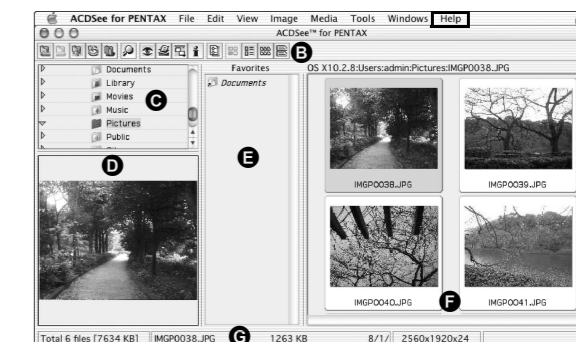 ACDSee for PENTAX File Edit View Image Media Tools Windows Help
ACDSee™ for PENTAX
B
Favorites
OS X10.2.8:Users:admin:Pictures:IMGP0038.JPG
Documents
Library
Movies
Music
Pictures
Public
C
Documents
D
E
IMGP0038.JPG
IMGP0039.JPG
IMGP0040.JPG
IMGP0041.JPG
F
Total 6 files [7634 KB] IMGP0038.JPG G 1263 KB 8/1/ 2560x1920x24